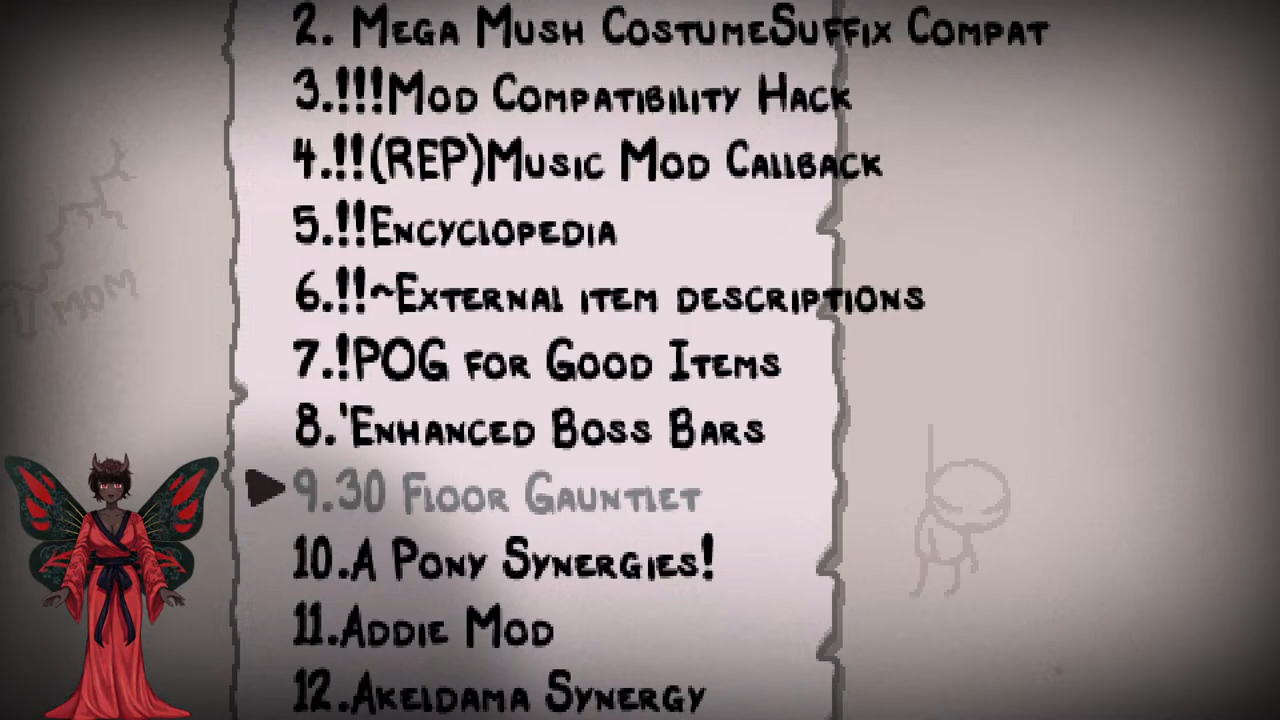 2. Mega Mush CostumeSuffix Compat
3.!!!Mod Compatibility Hack
4.!!(REP)Music Mod Callback
5.!!Encyclopedia
6.!!~External item descriptions
7.!POG for Good Items
8.'Enhanced Boss Bars
9.30 Floor Gauntlet
10.A Pony Synergies!
11.Addie Mod
12.Akeldama Synergy
MOM